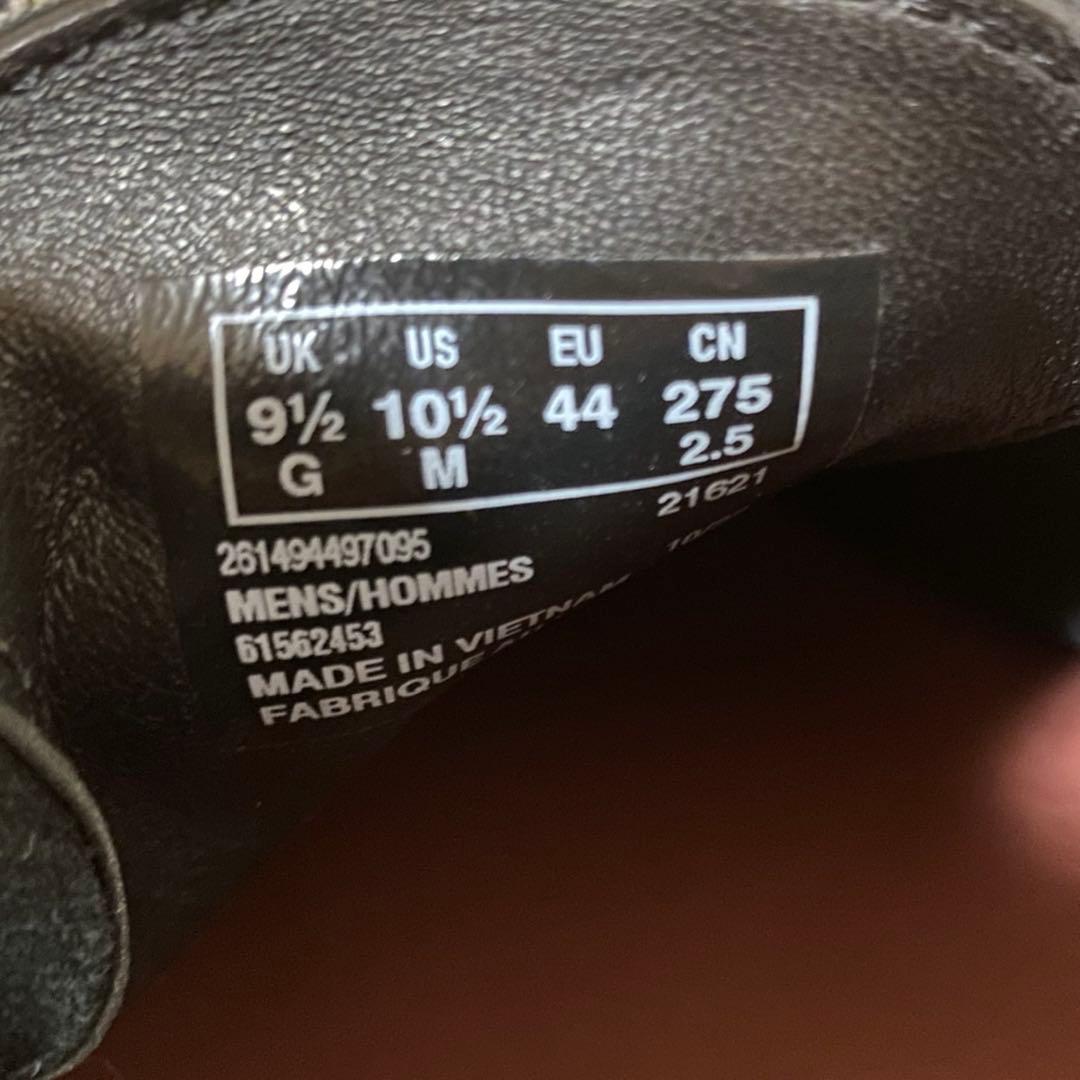 UK US EU CN
9½ 10½ 44 275
G M 2.5
21621
261494497095
MENS/HOMMES
61562453
MADE IN VIETNAM
FABRIQUE